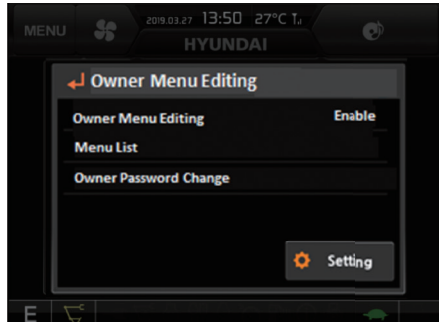 MENU
2019.03.27 13:50 27°C
HYUNDAI
Owner Menu Editing
Owner Menu Editing Enable
Menu List
Owner Password Change
Setting
E